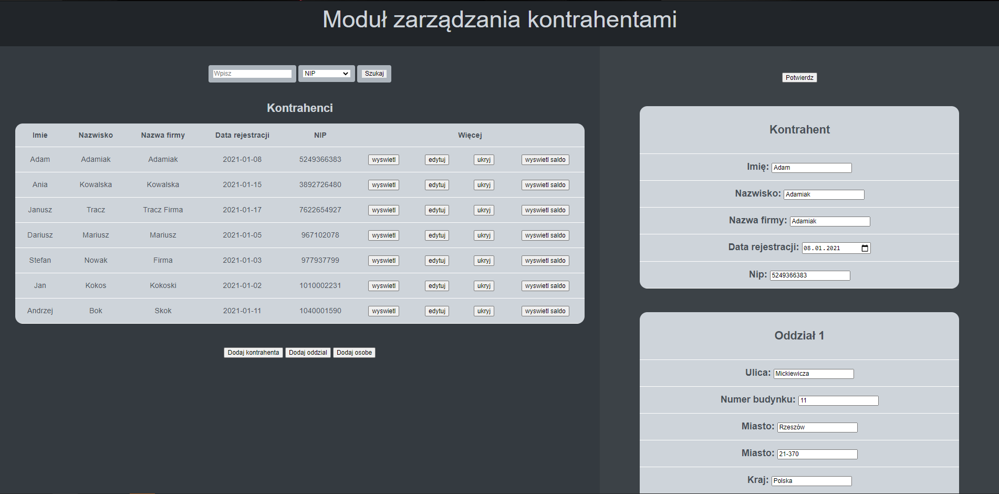 Moduł zarządzania kontrahentami
Wpisz NIP Szukaj
Kontrahenci
Imie Nazwisko Nazwa firmy Data rejestracji NIP Więcej
Adam Adamiak Adamiak 2021-01-08 5249366383 wyswietl edytuj ukryj wyswietl saldo
Ania Kowalska Kowalska 2021-01-15 3892726480 wyswietl edytuj ukryj wyswietl saldo
Janusz Tracz Tracz Firma 2021-01-17 7622654927 wyswietl edytuj ukryj wyswietl saldo
Dariusz Mariusz Mariusz 2021-01-05 967102078 wyswietl edytuj ukryj wyswietl saldo
Stefan Nowak Firma 2021-01-03 977937799 wyswietl edytuj ukryj wyswietl saldo
Jan Kokos Kokoski 2021-01-02 1010002231 wyswietl edytuj ukryj wyswietl saldo
Andrzej Bok Skok 2021-01-11 1040001590 wyswietl edytuj ukryj wyswietl saldo
Dodaj kontrahenta Dodaj oddzial Dodaj osobe
Potwierdz
Kontrahent
Imię: Adam
Nazwisko: Adamiak
Nazwa firmy: Adamiak
Data rejestracji: 08.01.2021
Nip: 5249366383
Oddział 1
Ulica: Mickiewicza
Numer budynku: 11
Miasto: Rzeszów
Miasto: 21-370
Kraj: Polska